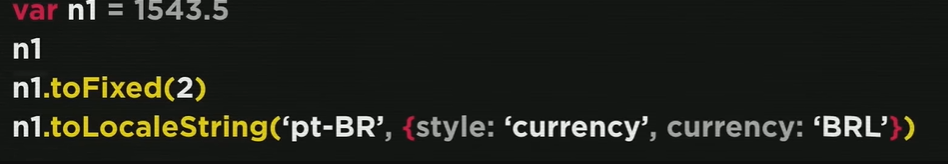 var n1 = 1543.5
n1
n1.toFixed(2)
n1.toLocaleString(‘pt-BR’, {style: ‘currency’, currency: ‘BRL’})